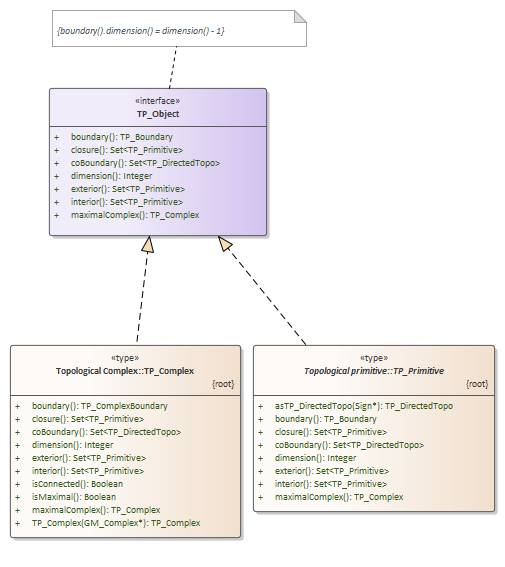 {boundary().dimension() = dimension() - 1}
«interface»
TP_Object
+ boundary(): TP_Boundary
+ closure(): Set<TP_Primitive>
+ coBoundary(): Set<TP_DirectedTopo>
+ dimension(): Integer
+ exterior(): Set<TP_Primitive>
+ interior(): Set<TP_Primitive>
+ maximalComplex(): TP_Complex
«type»
Topological Complex::TP_Complex
{root}
+ boundary(): TP_ComplexBoundary
+ closure(): Set<TP_Primitive>
+ coBoundary(): Set<TP_DirectedTopo>
+ dimension(): Integer
+ exterior(): Set<TP_Primitive>
+ interior(): Set<TP_Primitive>
+ isConnected(): Boolean
+ isMaximal(): Boolean
+ maximalComplex(): TP_Complex
+ TP_Complex(GM_Complex*): TP_Complex
«type»
Topological primitive::TP_Primitive
{root}
+ asTP_DirectedTopo(Sign*): TP_DirectedTopo
+ boundary(): TP_Boundary
+ closure(): Set<TP_Primitive>
+ coBoundary(): Set<TP_DirectedTopo>
+ dimension(): Integer
+ exterior(): Set<TP_Primitive>
+ interior(): Set<TP_Primitive>
+ maximalComplex(): TP_Complex